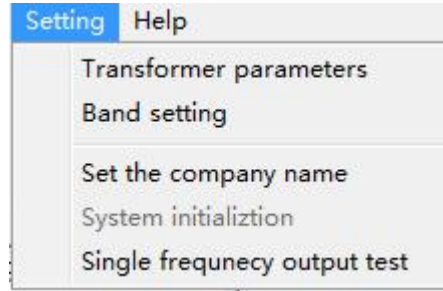 Setting Help
Transformer parameters
Band setting
Set the company name
System initializtion
Single frequnecy output test